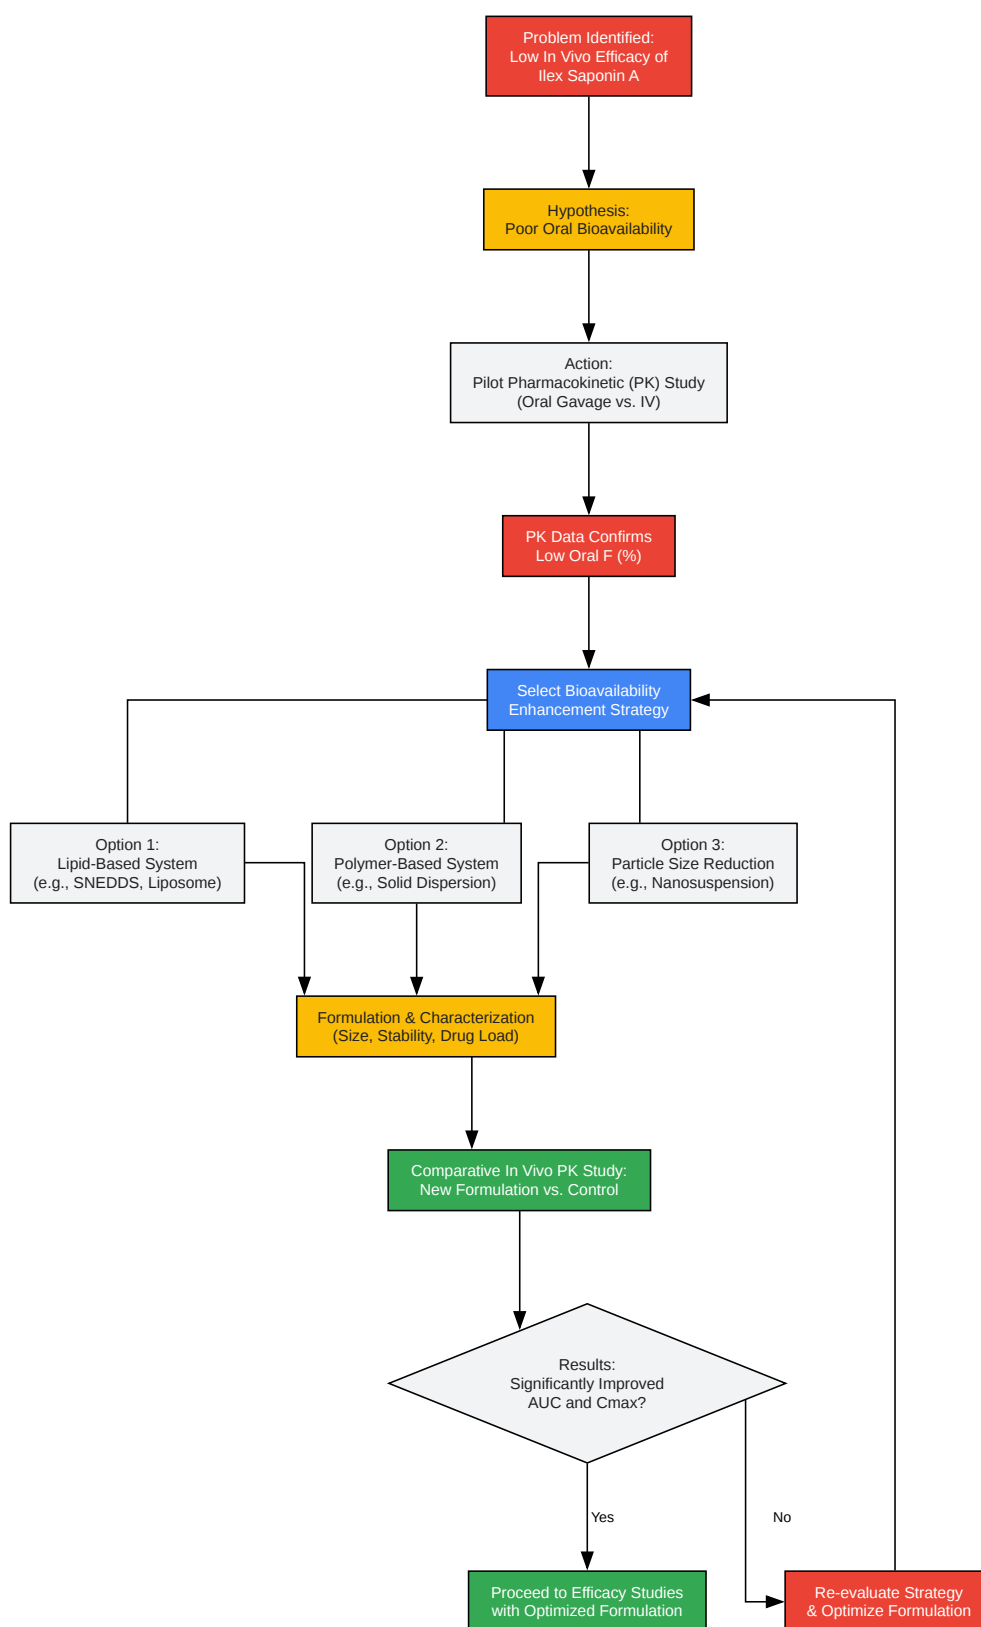 Problem Identified:
Low In Vivo Efficacy of
Ilex Saponin A
Hypothesis:
Poor Oral Bioavailability
Action:
Pilot Pharmacokinetic (PK) Study
(Oral Gavage vs. IV)
PK Data Confirms
Low Oral F (%)
Select Bioavailability
Enhancement Strategy
Option 1:
Lipid-Based System
(e.g., SNEDDS, Liposome)
Option 2:
Polymer-Based System
(e.g., Solid Dispersion)
Option 3:
Particle Size Reduction
(e.g., Nanosuspension)
Formulation & Characterization
(Size, Stability, Drug Load)
Comparative In Vivo PK Study:
New Formulation vs. Control
Results:
Significantly Improved
AUC and Cmax?
Yes
No
Proceed to Efficacy Studies
with Optimized Formulation
Re-evaluate Strategy
& Optimize Formulation